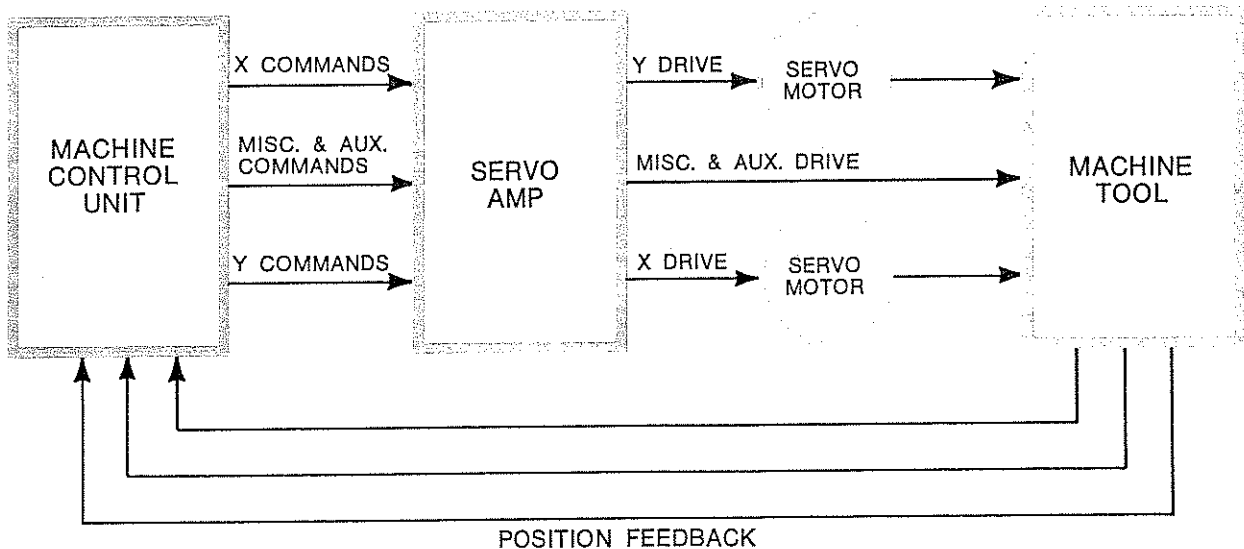 X COMMANDS
Y DRIVE
SERVO
MOTOR
MACHINE
CONTROL
UNIT
MISC. & AUX.
COMMANDS
SERVO
AMP
MISC. & AUX. DRIVE
MACHINE
TOOL
Y COMMANDS
X DRIVE
SERVO
MOTOR
POSITION FEEDBACK